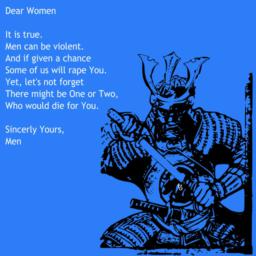 Dear Women
It is true.
Men can be violent.
And if given a chance
Some of us will rape You.
Yet, let's not forget
There might be One or Two,
Who would die for You.
Sincerly Yours,
Men